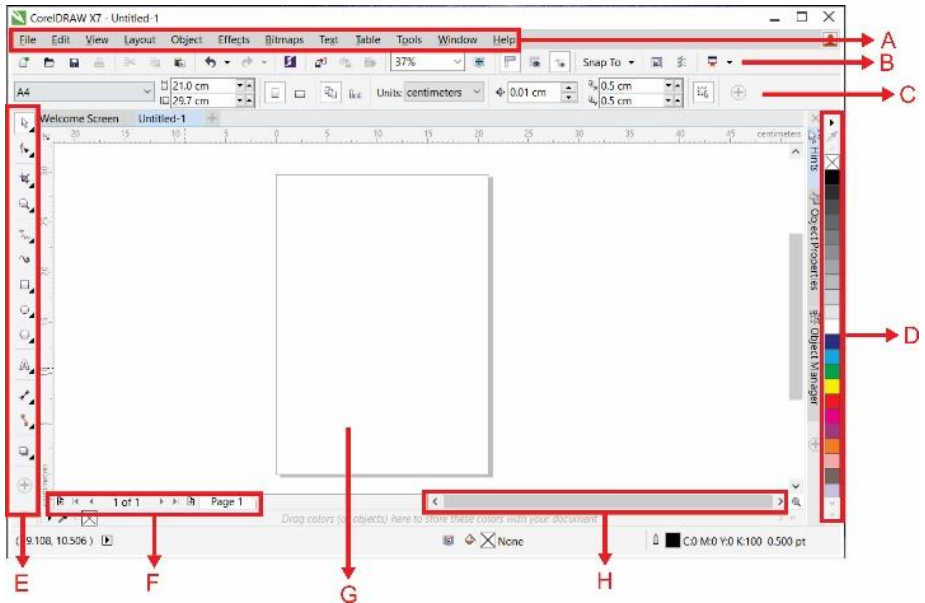 CorelDRAW X7 - Untitled-1
File Edit View Layout Object Effects Bitmaps Text Table Tools Window Help
A
37% Snap To
B
A4 21.0 cm 29.7 cm Units: centimeters 0.01 cm 0.5 cm 0.5 cm
C
Welcome Screen Untitled-1
20 15 10 5 0 5 10 15 20 25 30 35 40 45 centimeters
Hints
Object Properties
Object Manager
D
1 of 1 Page 1
Drag colors (or objects) here to store these colors with your document
9.108, 10.506 ) None C:0 M:0 Y:0 K:100 0.500 pt
E
F
G
H